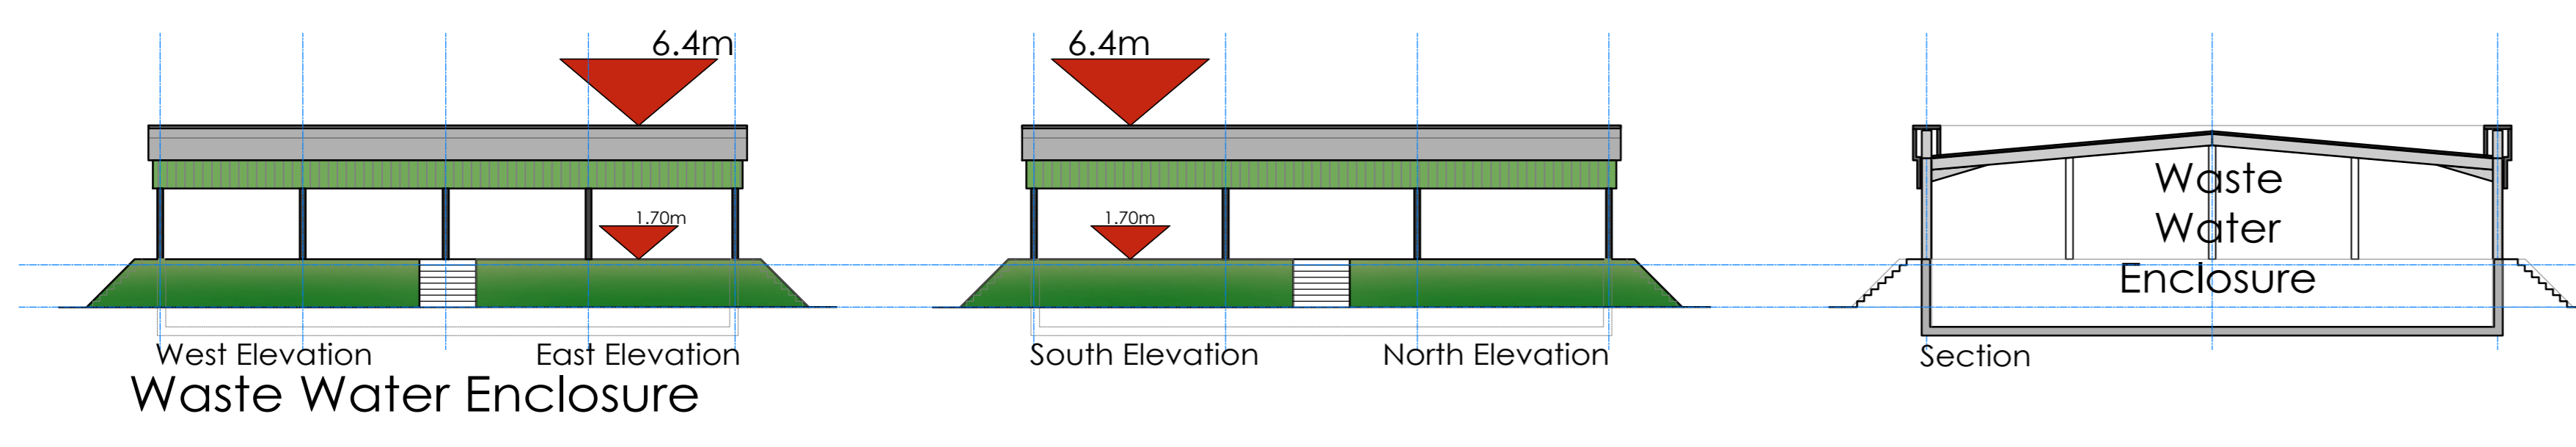 6.4m
1.70m
West Elevation
East Elevation
Waste Water Enclosure
6.4m
1.70m
South Elevation
North Elevation
Waste
Water
Enclosure
Section